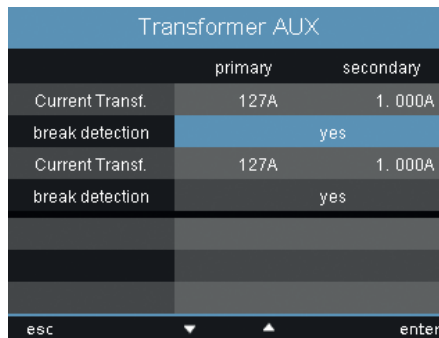 Transformer AUX
primary secondary
Current Transf. 127A 1. 000A
break detection yes
Current Transf. 127A 1. 000A
break detection yes
esc ▼ ▲ enter